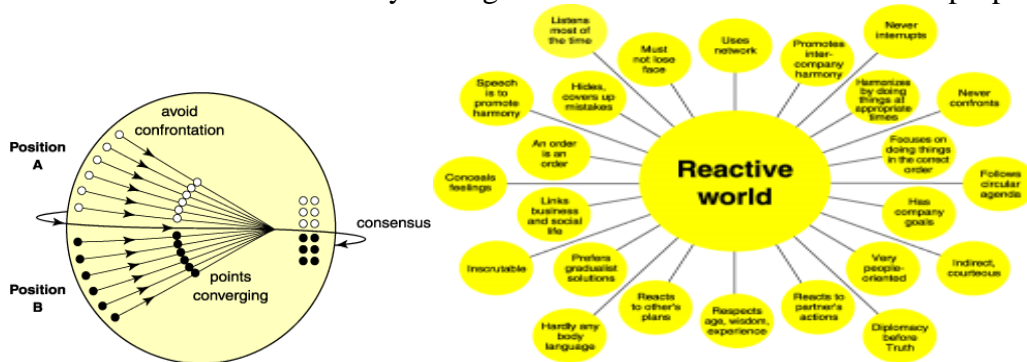 avoid
confrontation
Position
A
consensus
Position
B
points
converging
Reactive
world
Listens
most of
the time
Must
not lose
face
Uses
network
Promotes
inter-
company
harmony
Never
interrupts
Speech
is to
promote
harmony
Hides,
covers up
mistakes
Harmonizes
by doing
things at
appropriate
times
Never
confronts
An order
is an
order
Focuses on
doing things
in the correct
order
Conceals
feelings
Follows
circular
agenda
Links
business
and social
life
Has
company
goals
Inscrutable
Prefers
gradualist
solutions
Very
people-
oriented
Indirect,
courteous
Reacts
to other's
plans
Respects
age, wisdom,
experience
Reacts to
partner's
actions
Hardly any
body
language
Diplomacy
before
Truth